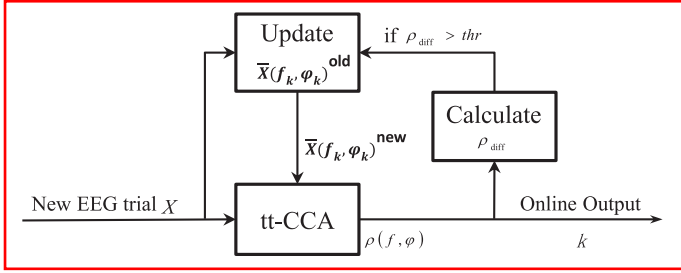 Update
X̅(f_k, φ_k)^old
if ρ_diff > thr
Calculate
ρ_diff
X̅(f_k, φ_k)^new
New EEG trial X
tt-CCA
ρ(f, φ)
Online Output
k